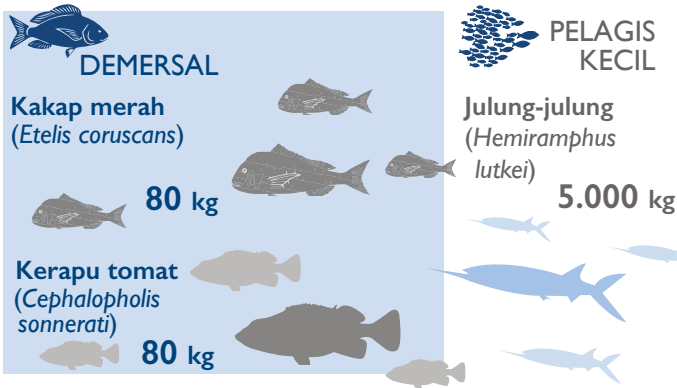 DEMERSAL
Kakap merah
(Etelis coruscans)
80 kg
Kerapu tomat
(Cephalopholis
sonnerati)
80 kg
PELAGIS
KECIL
Julung-julung
(Hemiramphus
lutkei)
5.000 kg